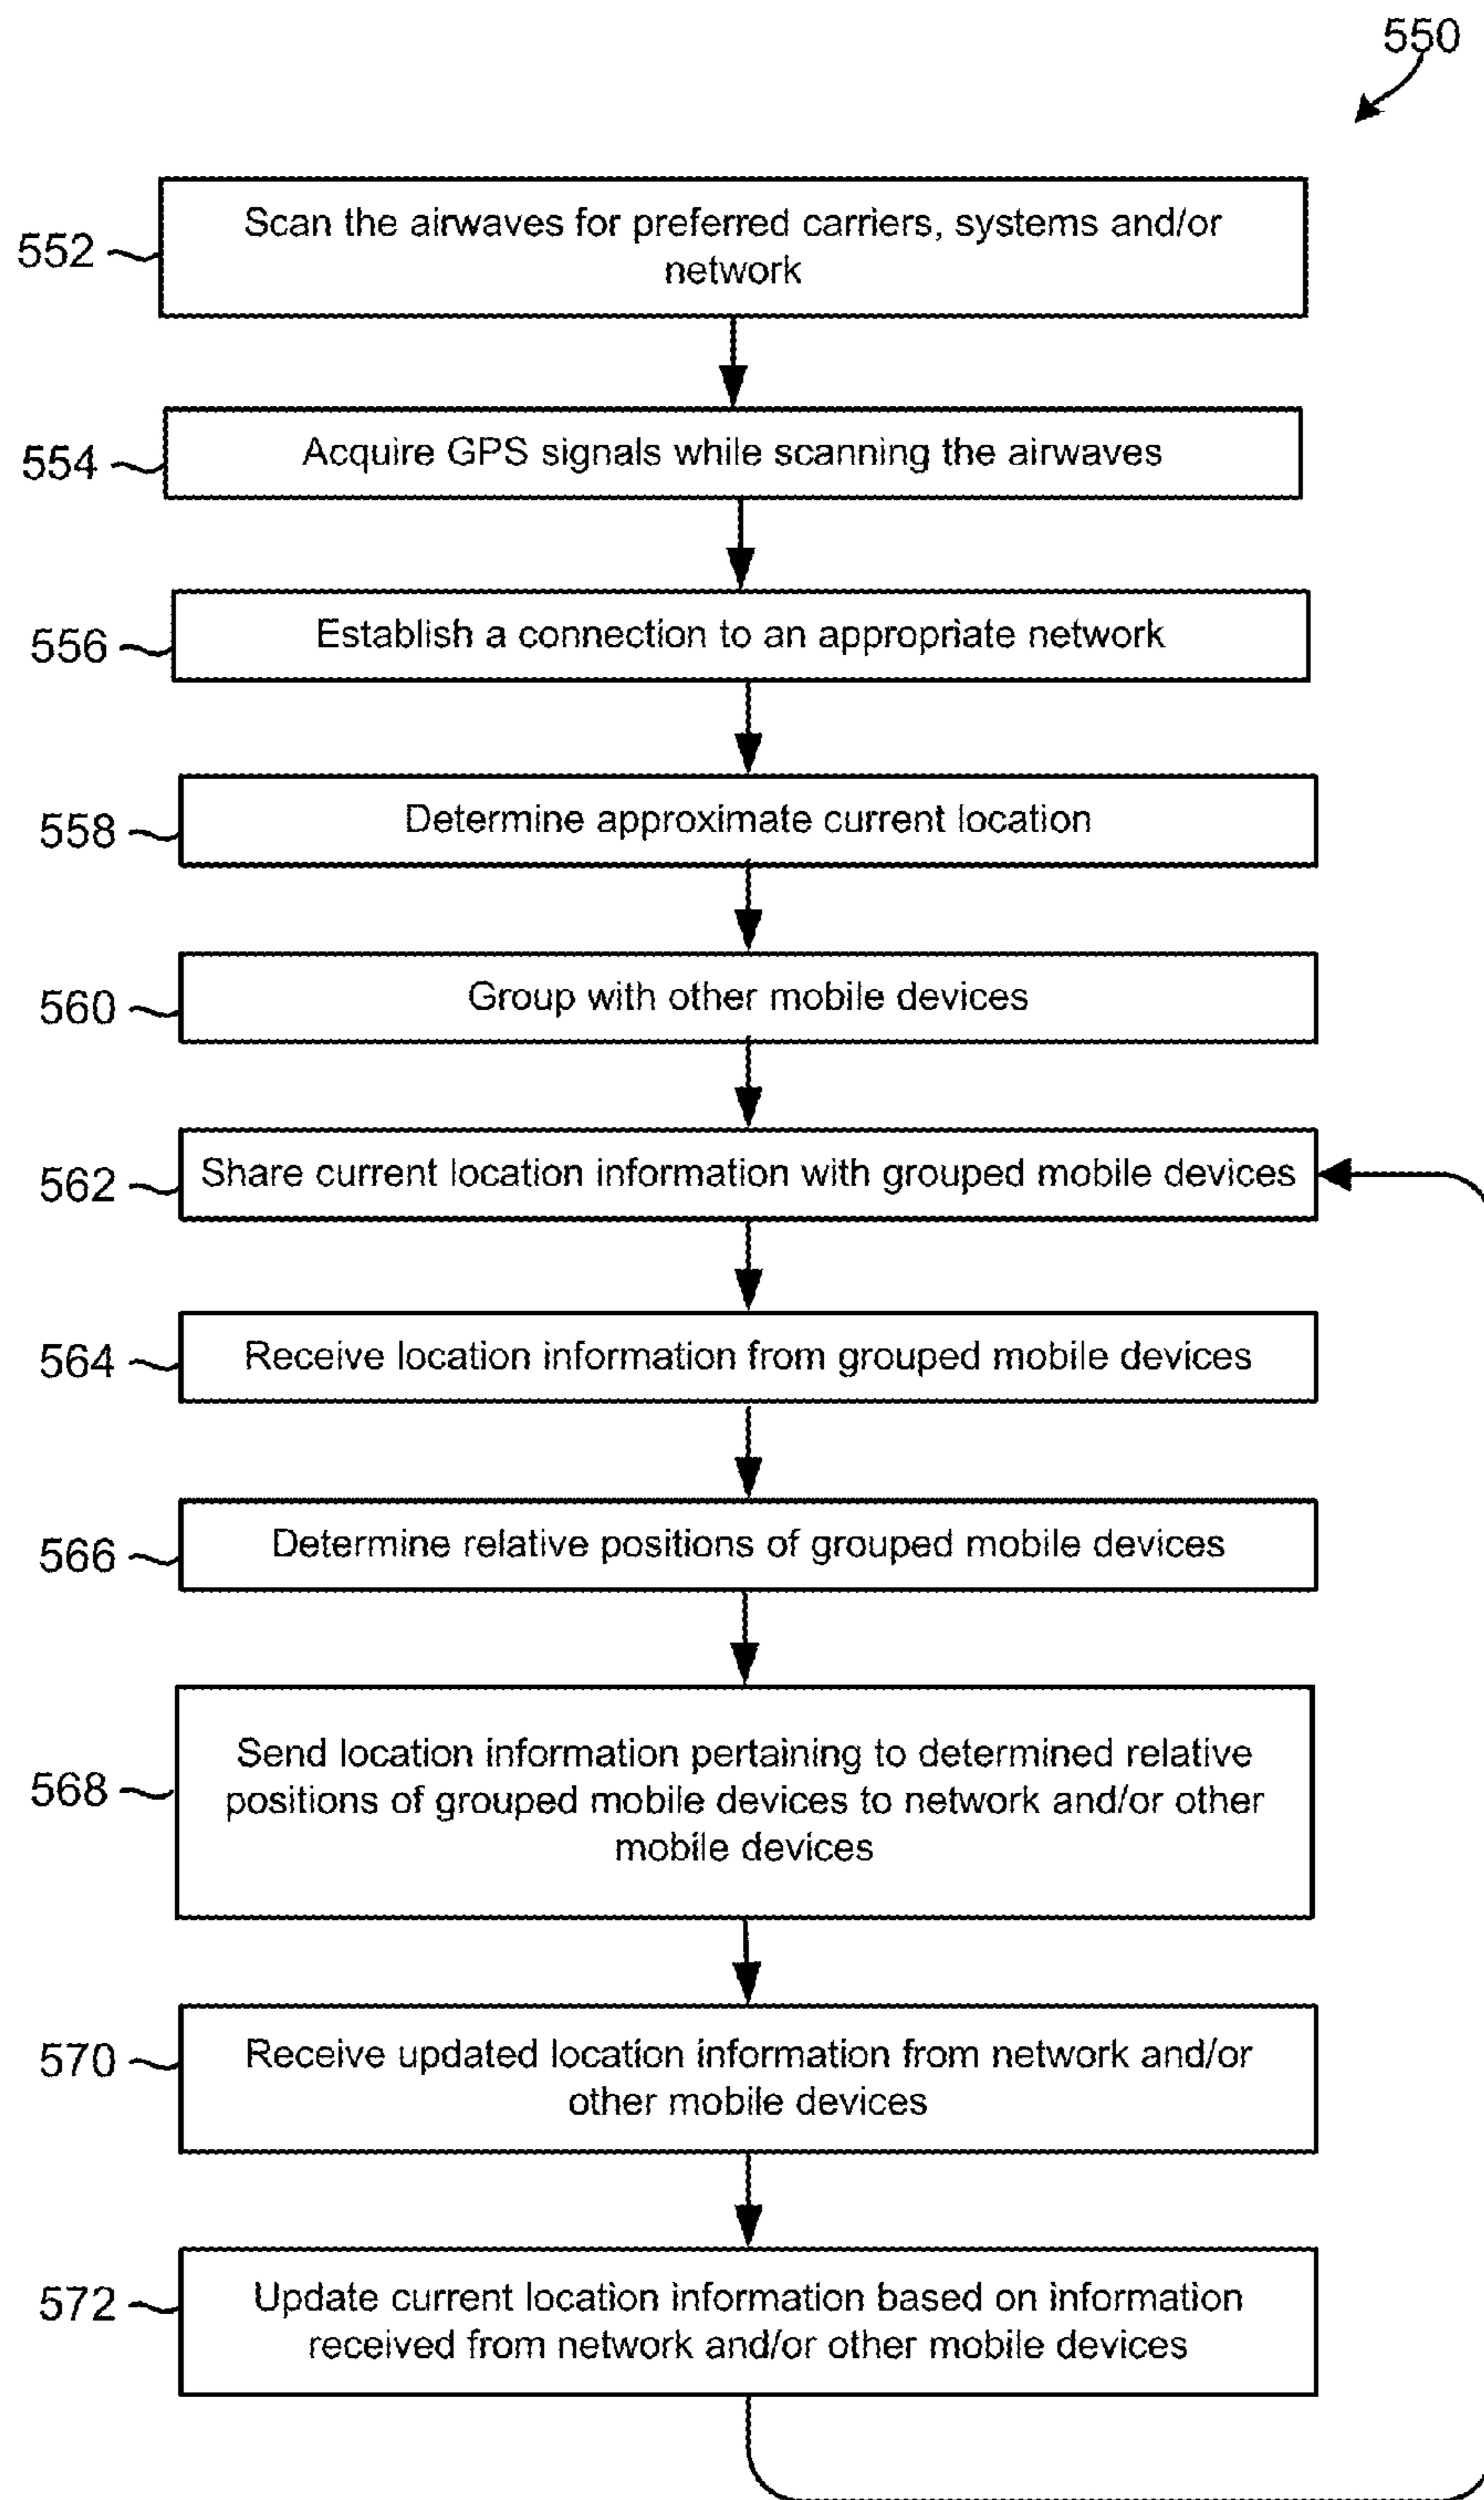 550
552
Scan the airwaves for preferred carriers, systems and/or
network
554
Acquire GPS signals while scanning the airwaves
556
Establish a connection to an appropriate network
558
Determine approximate current location
560
Group with other mobile devices
562
Share current location information with grouped mobile devices
564
Receive location information from grouped mobile devices
566
Determine relative positions of grouped mobile devices
568
Send location information pertaining to determined relative
positions of grouped mobile devices to network and/or other
mobile devices
570
Receive updated location information from network and/or
other mobile devices
572
Update current location information based on information
received from network and/or other mobile devices